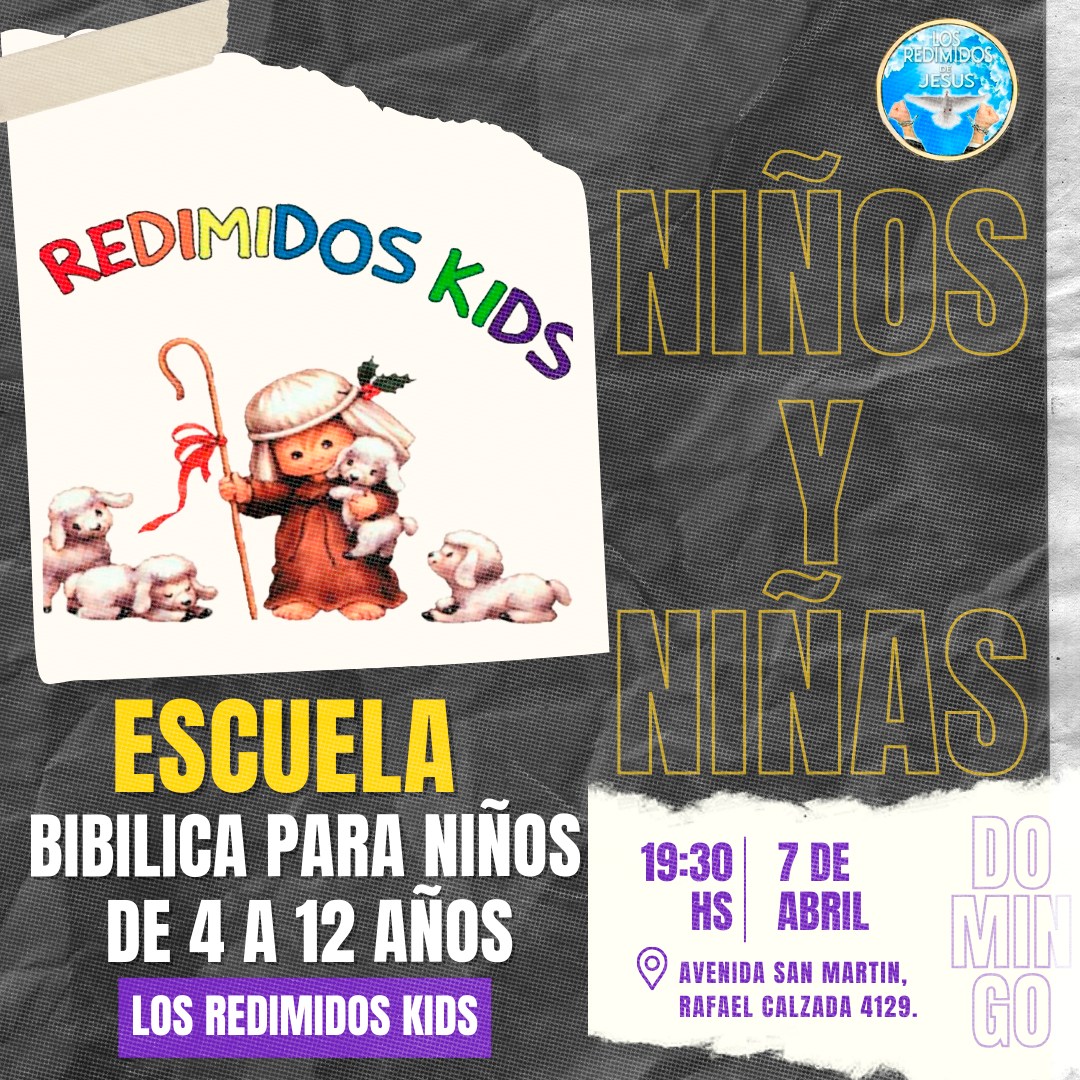 LOS
REDIMIDOS
DE
JESUS
REDIMIDOS KIDS
NIÑOS
Y
NIÑAS
ESCUELA
BIBILICA PARA NIÑOS
DE 4 A 12 AÑOS
LOS REDIMIDOS KIDS
19:30
HS
7 DE
ABRIL
AVENIDA SAN MARTIN,
RAFAEL CALZADA 4129.
DO
MIN
GO